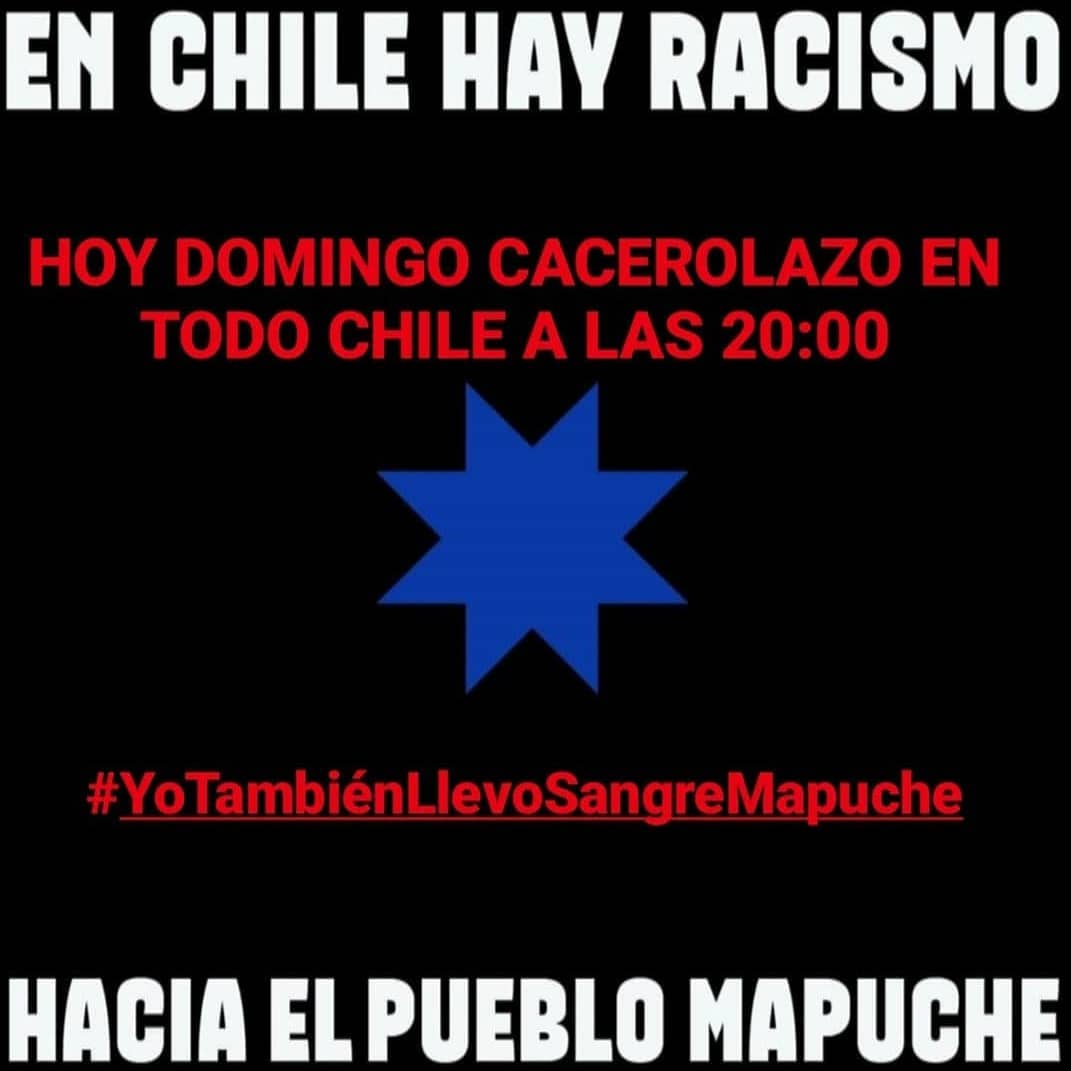 EN CHILE HAY RACISMO
HOY DOMINGO CACEROLAZO EN
TODO CHILE A LAS 20:00
#YoTambiénLlevoSangreMapuche
HACIA EL PUEBLO MAPUCHE